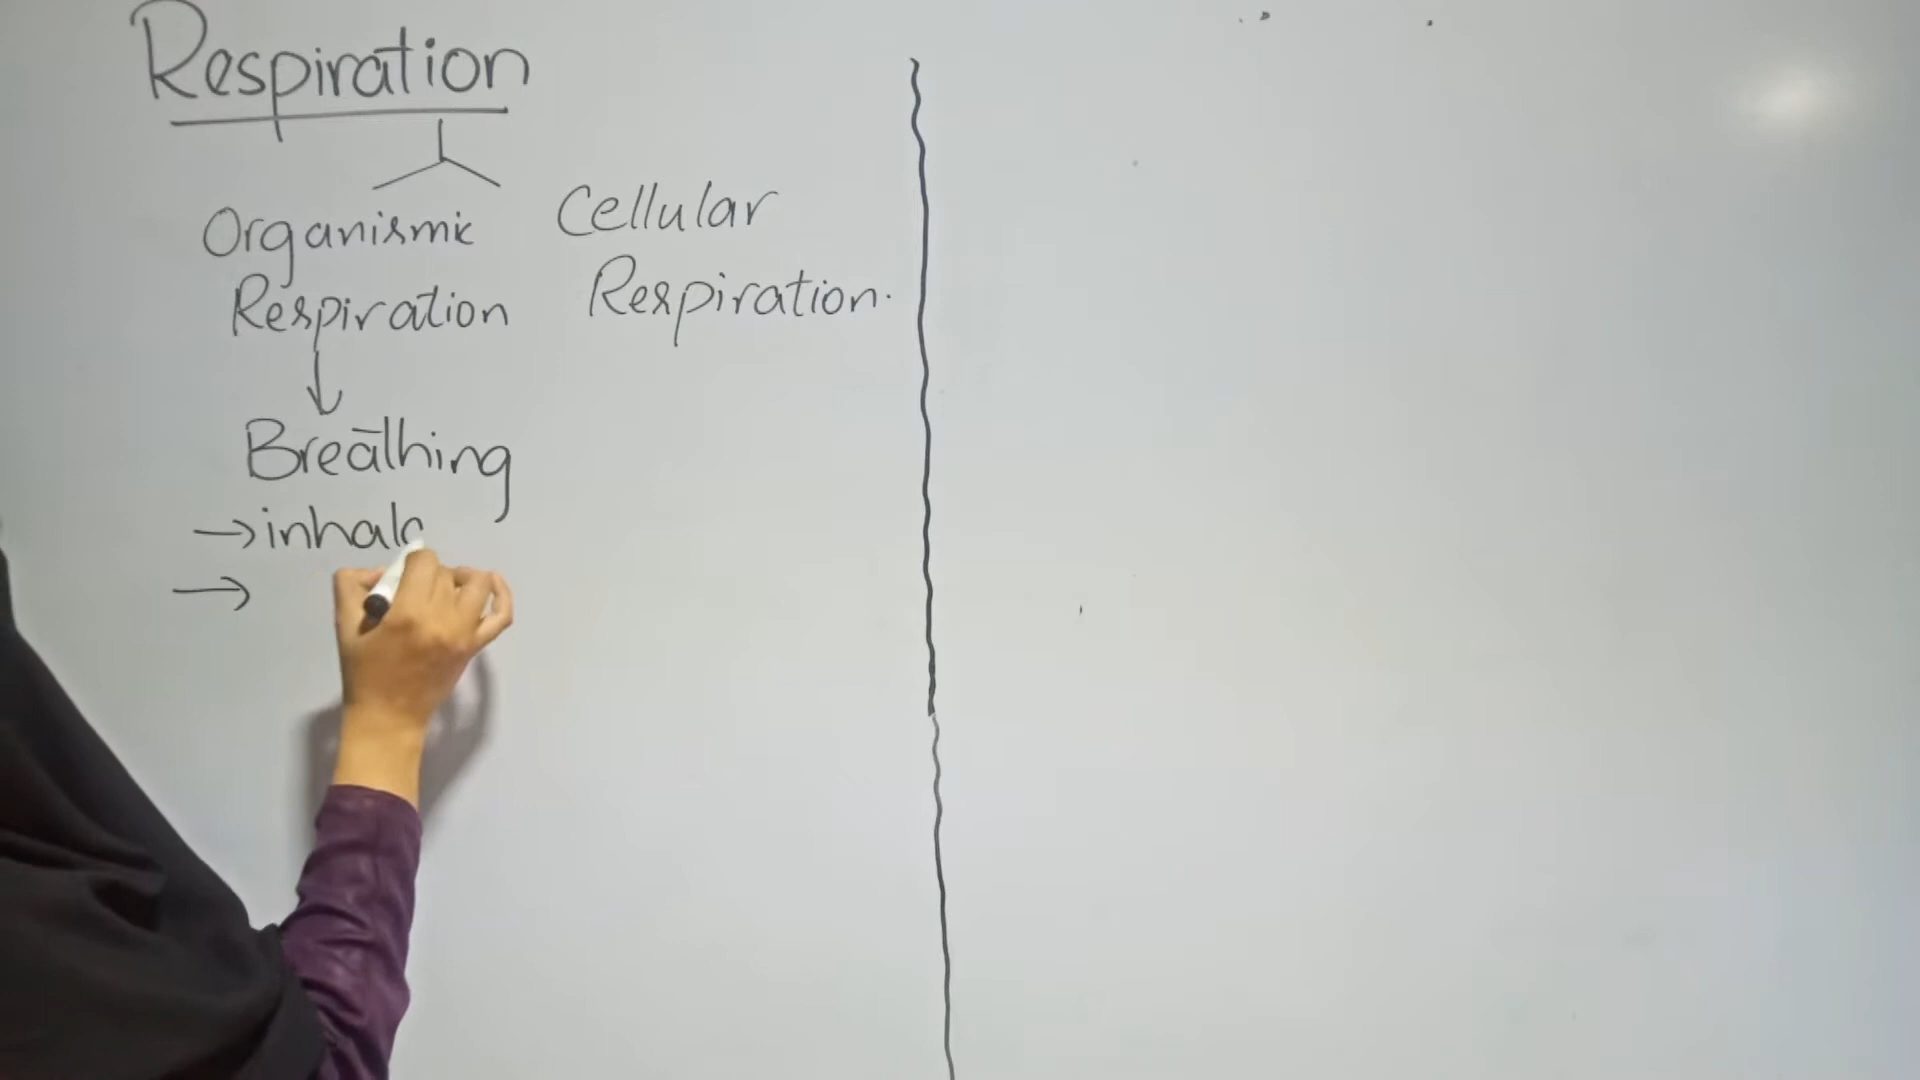 Respiration
Organismic
Respiration
Cellular
Respiration.
Breathing
→ inhale
→